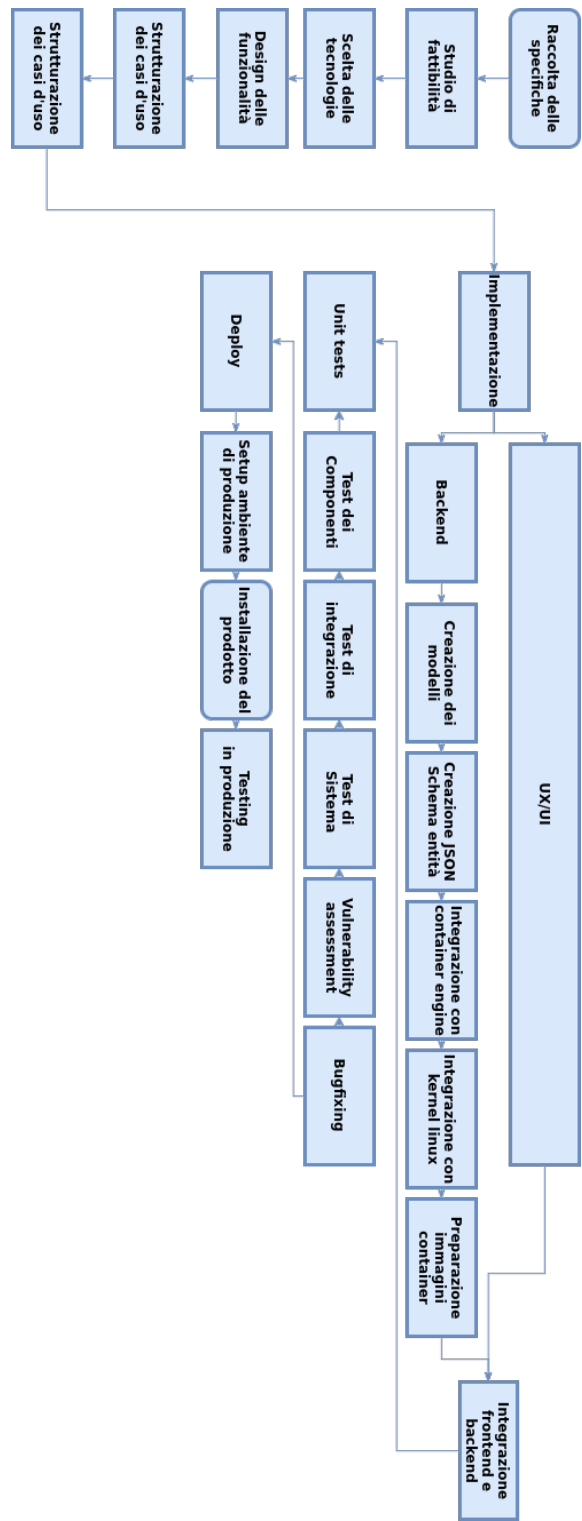 Raccolta delle
specifiche
Studio di
fattibilità
Scelta delle
tecnologie
Design delle
funzionalità
Strutturazione
dei casi d'uso
Strutturazione
dei casi d'uso
Implementazione
UX/UI
Backend
Creazione dei
modelli
Creazione JSON
Schema entità
Integrazione con
container engine
Integrazione con
kernel linux
Preparazione
immagini
container
Integrazione
frontend e
backend
Unit tests
Test dei
Componenti
Test di
integrazione
Test di
Sistema
Vulnerability
assessment
Bugfixing
Deploy
Setup ambiente
di produzione
Installazione del
prodotto
Testing
in produzione